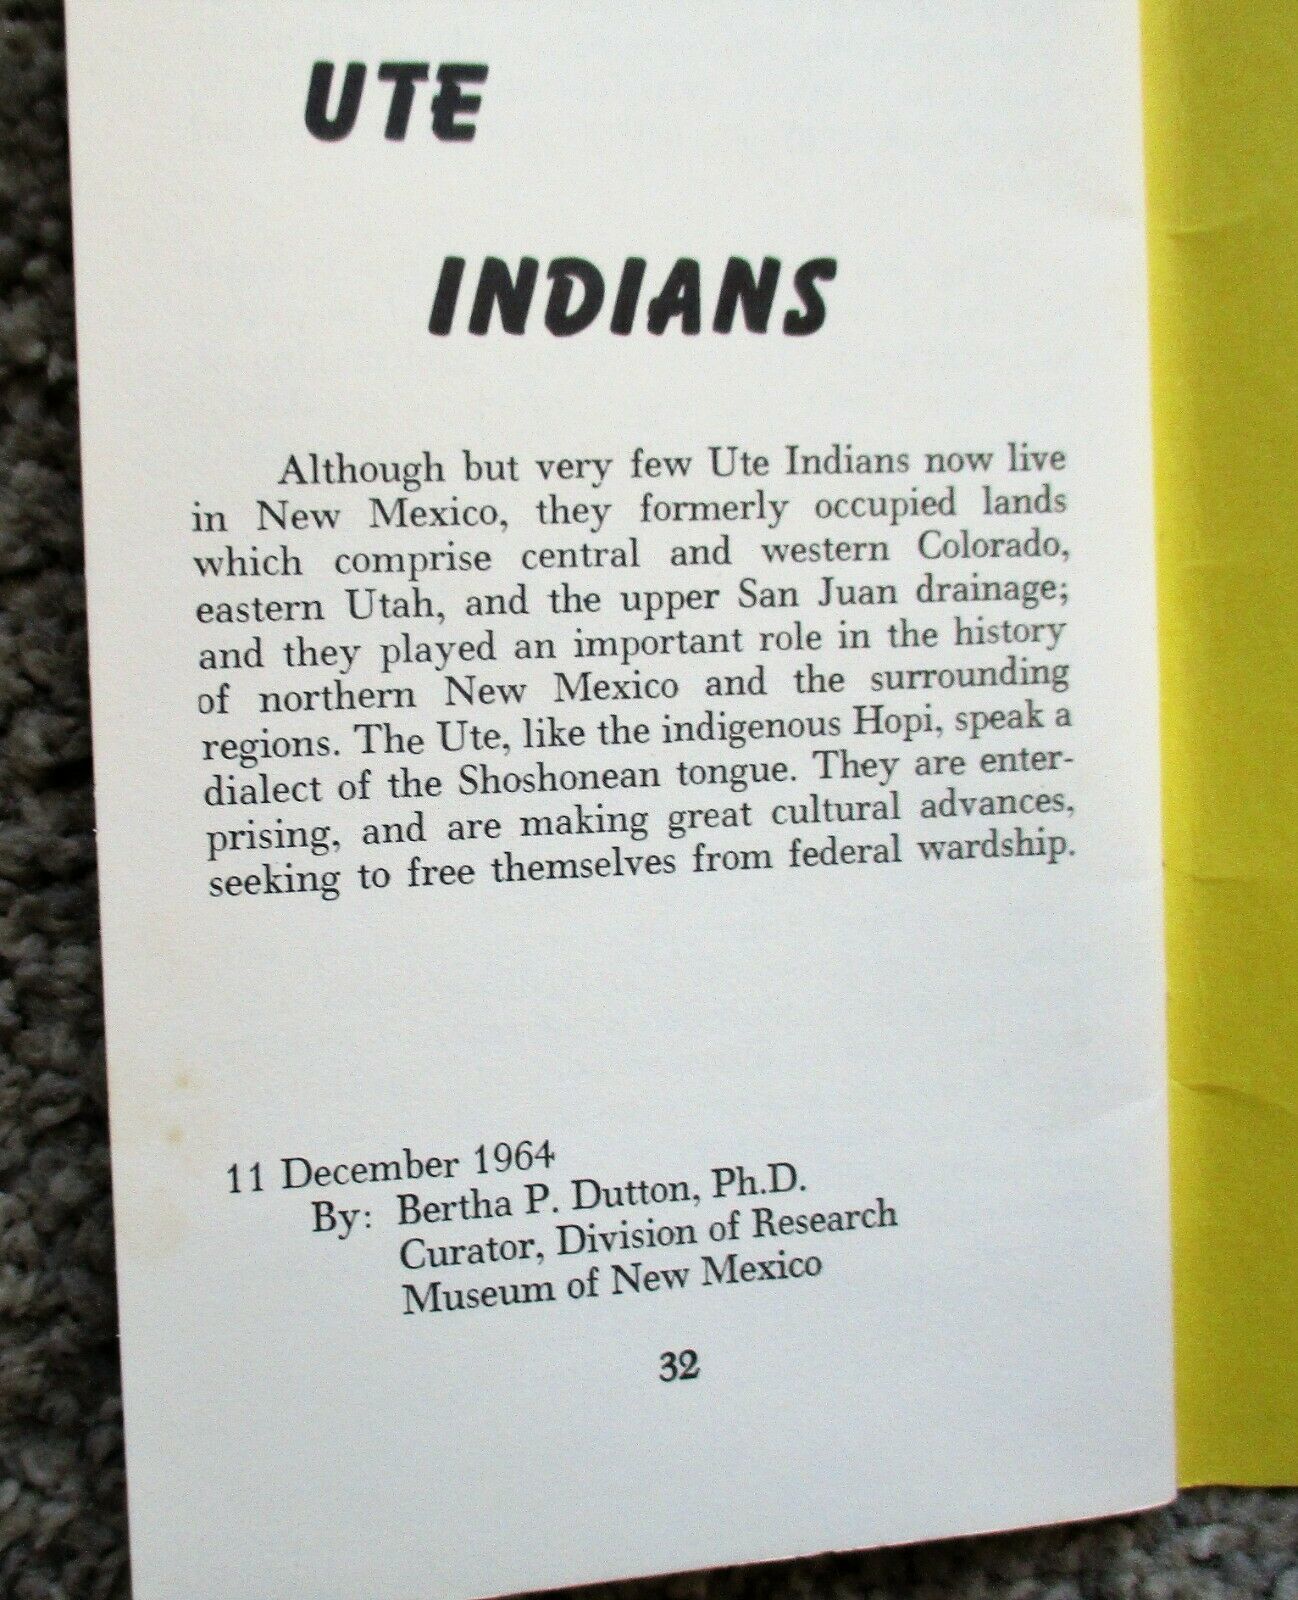 UTE
INDIANS
Although but very few Ute Indians now live
in New Mexico, they formerly occupied lands
which comprise central and western Colorado,
eastern Utah, and the upper San Juan drainage;
and they played an important role in the history
of northern New Mexico and the surrounding
regions. The Ute, like the indigenous Hopi, speak a
dialect of the Shoshonean tongue. They are enter-
prising, and are making great cultural advances,
seeking to free themselves from federal wardship.
11 December 1964
By: Bertha P. Dutton, Ph.D.
Curator, Division of Research
Museum of New Mexico
32